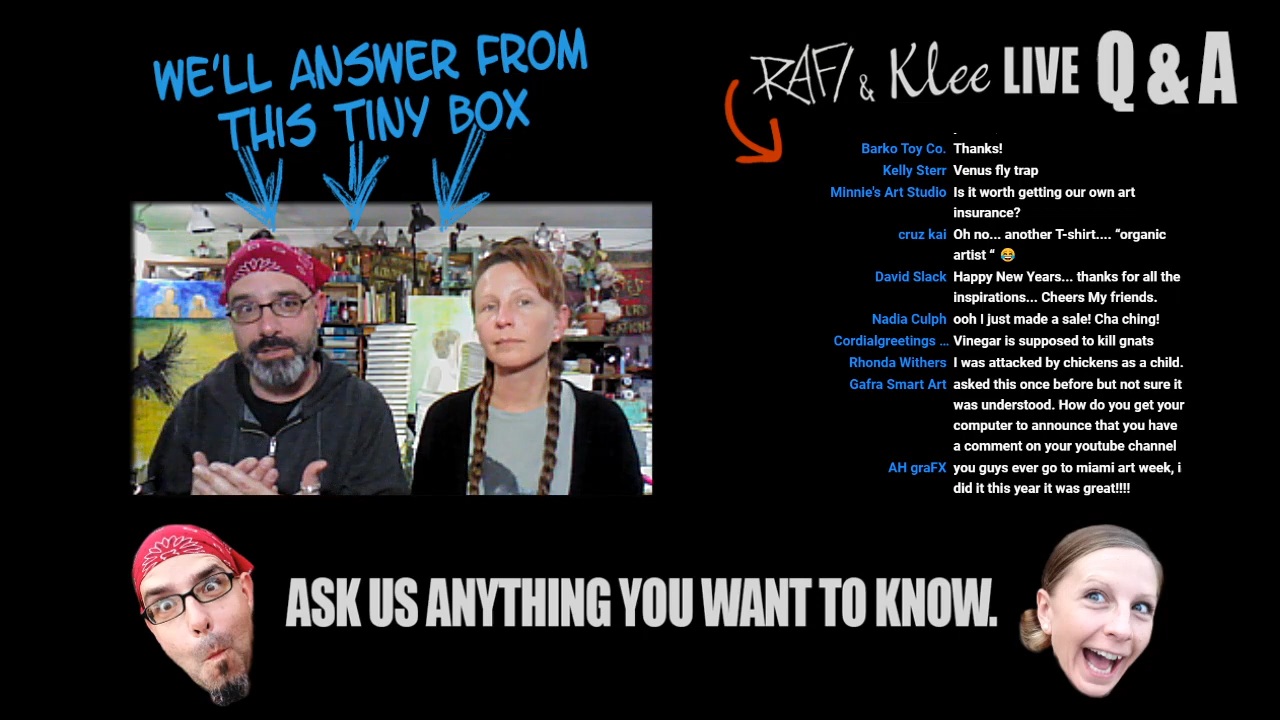 WE'LL ANSWER FROM
THIS TINY BOX
RAFI & Klee LIVE Q & A
Barko Toy Co. Thanks!
Kelly Sterr Venus fly trap
Minnie's Art Studio Is it worth getting our own art
insurance?
cruz kai Oh no... another T-shirt.... “organic
artist “ 😂
David Slack Happy New Years... thanks for all the
inspirations... Cheers My friends.
Nadia Culph ooh I just made a sale! Cha ching!
Cordialgreetings ... Vinegar is supposed to kill gnats
Rhonda Withers I was attacked by chickens as a child.
Gafra Smart Art asked this once before but not sure it
was understood. How do you get your
computer to announce that you have
a comment on your youtube channel
AH graFX you guys ever go to miami art week, i
did it this year it was great!!!!
ASK US ANYTHING YOU WANT TO KNOW.